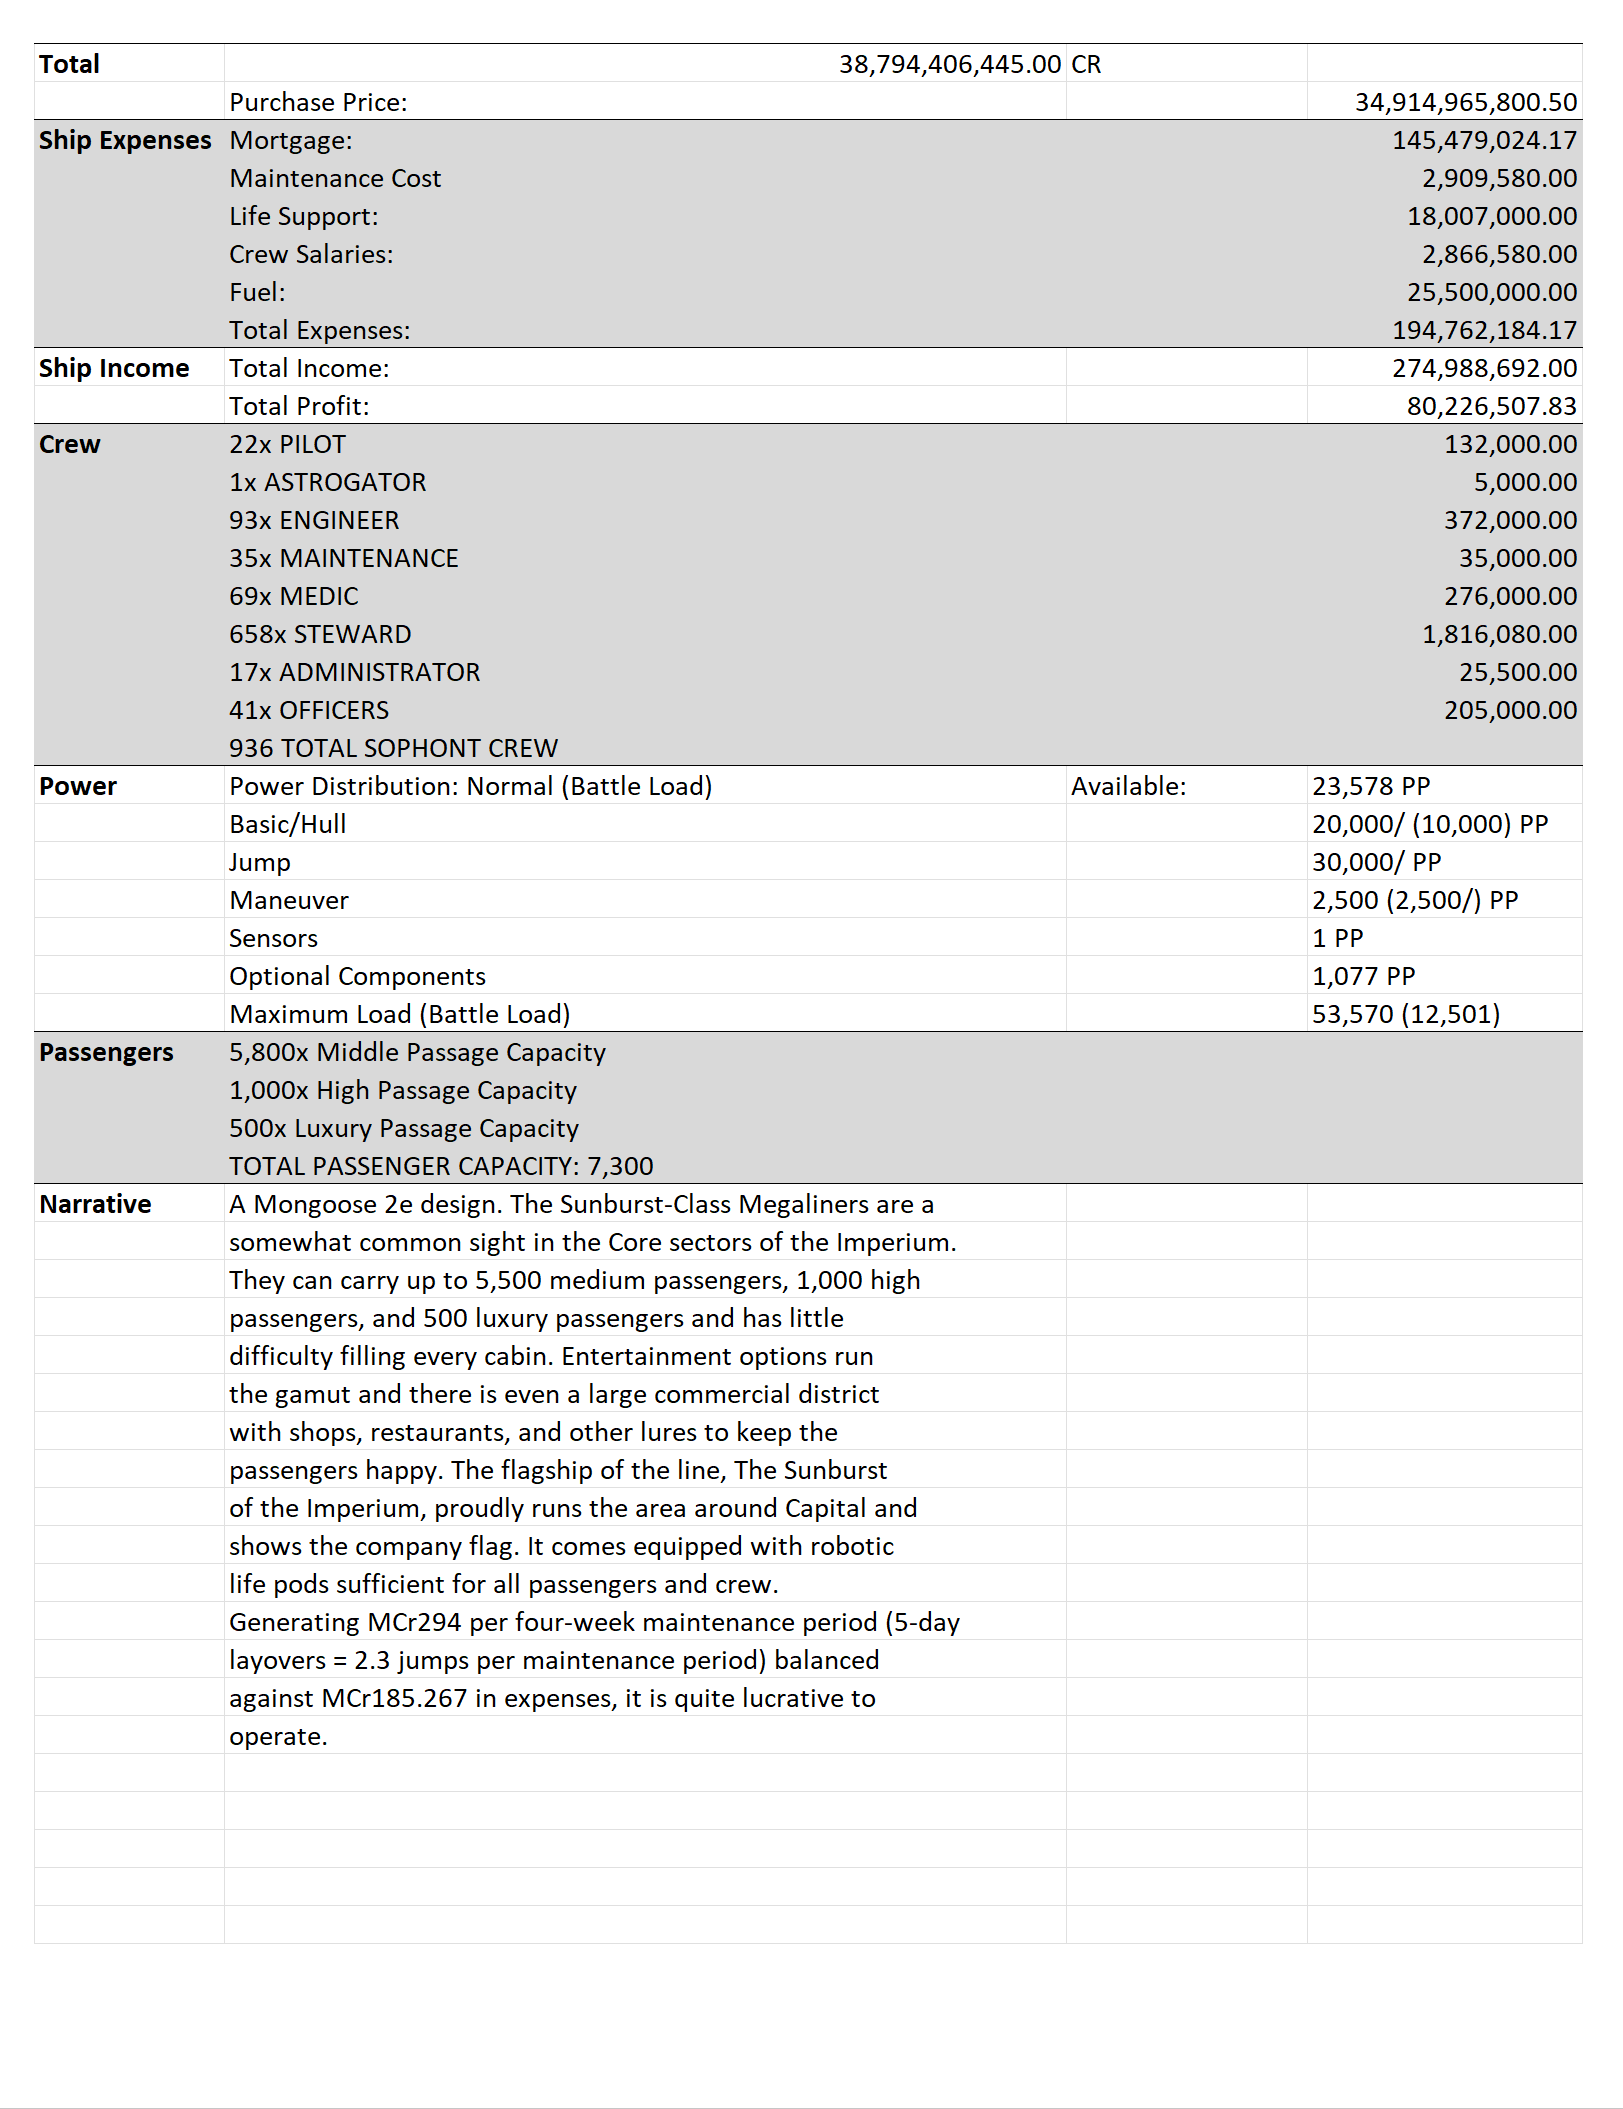 Total 38,794,406,445.00 CR
Purchase Price: 34,914,965,800.50
Ship Expenses Mortgage: 145,479,024.17
Maintenance Cost 2,909,580.00
Life Support: 18,007,000.00
Crew Salaries: 2,866,580.00
Fuel: 25,500,000.00
Total Expenses: 194,762,184.17
Ship Income Total Income: 274,988,692.00
Total Profit: 80,226,507.83
Crew 22x PILOT 132,000.00
1x ASTROGATOR 5,000.00
93x ENGINEER 372,000.00
35x MAINTENANCE 35,000.00
69x MEDIC 276,000.00
658x STEWARD 1,816,080.00
17x ADMINISTRATOR 25,500.00
41x OFFICERS 205,000.00
936 TOTAL SOPHONT CREW
Power Power Distribution: Normal (Battle Load) Available: 23,578 PP
Basic/Hull 20,000/ (10,000) PP
Jump 30,000/ PP
Maneuver 2,500 (2,500/) PP
Sensors 1 PP
Optional Components 1,077 PP
Maximum Load (Battle Load) 53,570 (12,501)
Passengers 5,800x Middle Passage Capacity
1,000x High Passage Capacity
500x Luxury Passage Capacity
TOTAL PASSENGER CAPACITY: 7,300
Narrative A Mongoose 2e design. The Sunburst-Class Megaliners are a
somewhat common sight in the Core sectors of the Imperium.
They can carry up to 5,500 medium passengers, 1,000 high
passengers, and 500 luxury passengers and has little
difficulty filling every cabin. Entertainment options run
the gamut and there is even a large commercial district
with shops, restaurants, and other lures to keep the
passengers happy. The flagship of the line, The Sunburst
of the Imperium, proudly runs the area around Capital and
shows the company flag. It comes equipped with robotic
life pods sufficient for all passengers and crew.
Generating MCr294 per four-week maintenance period (5-day
layovers = 2.3 jumps per maintenance period) balanced
against MCr185.267 in expenses, it is quite lucrative to
operate.